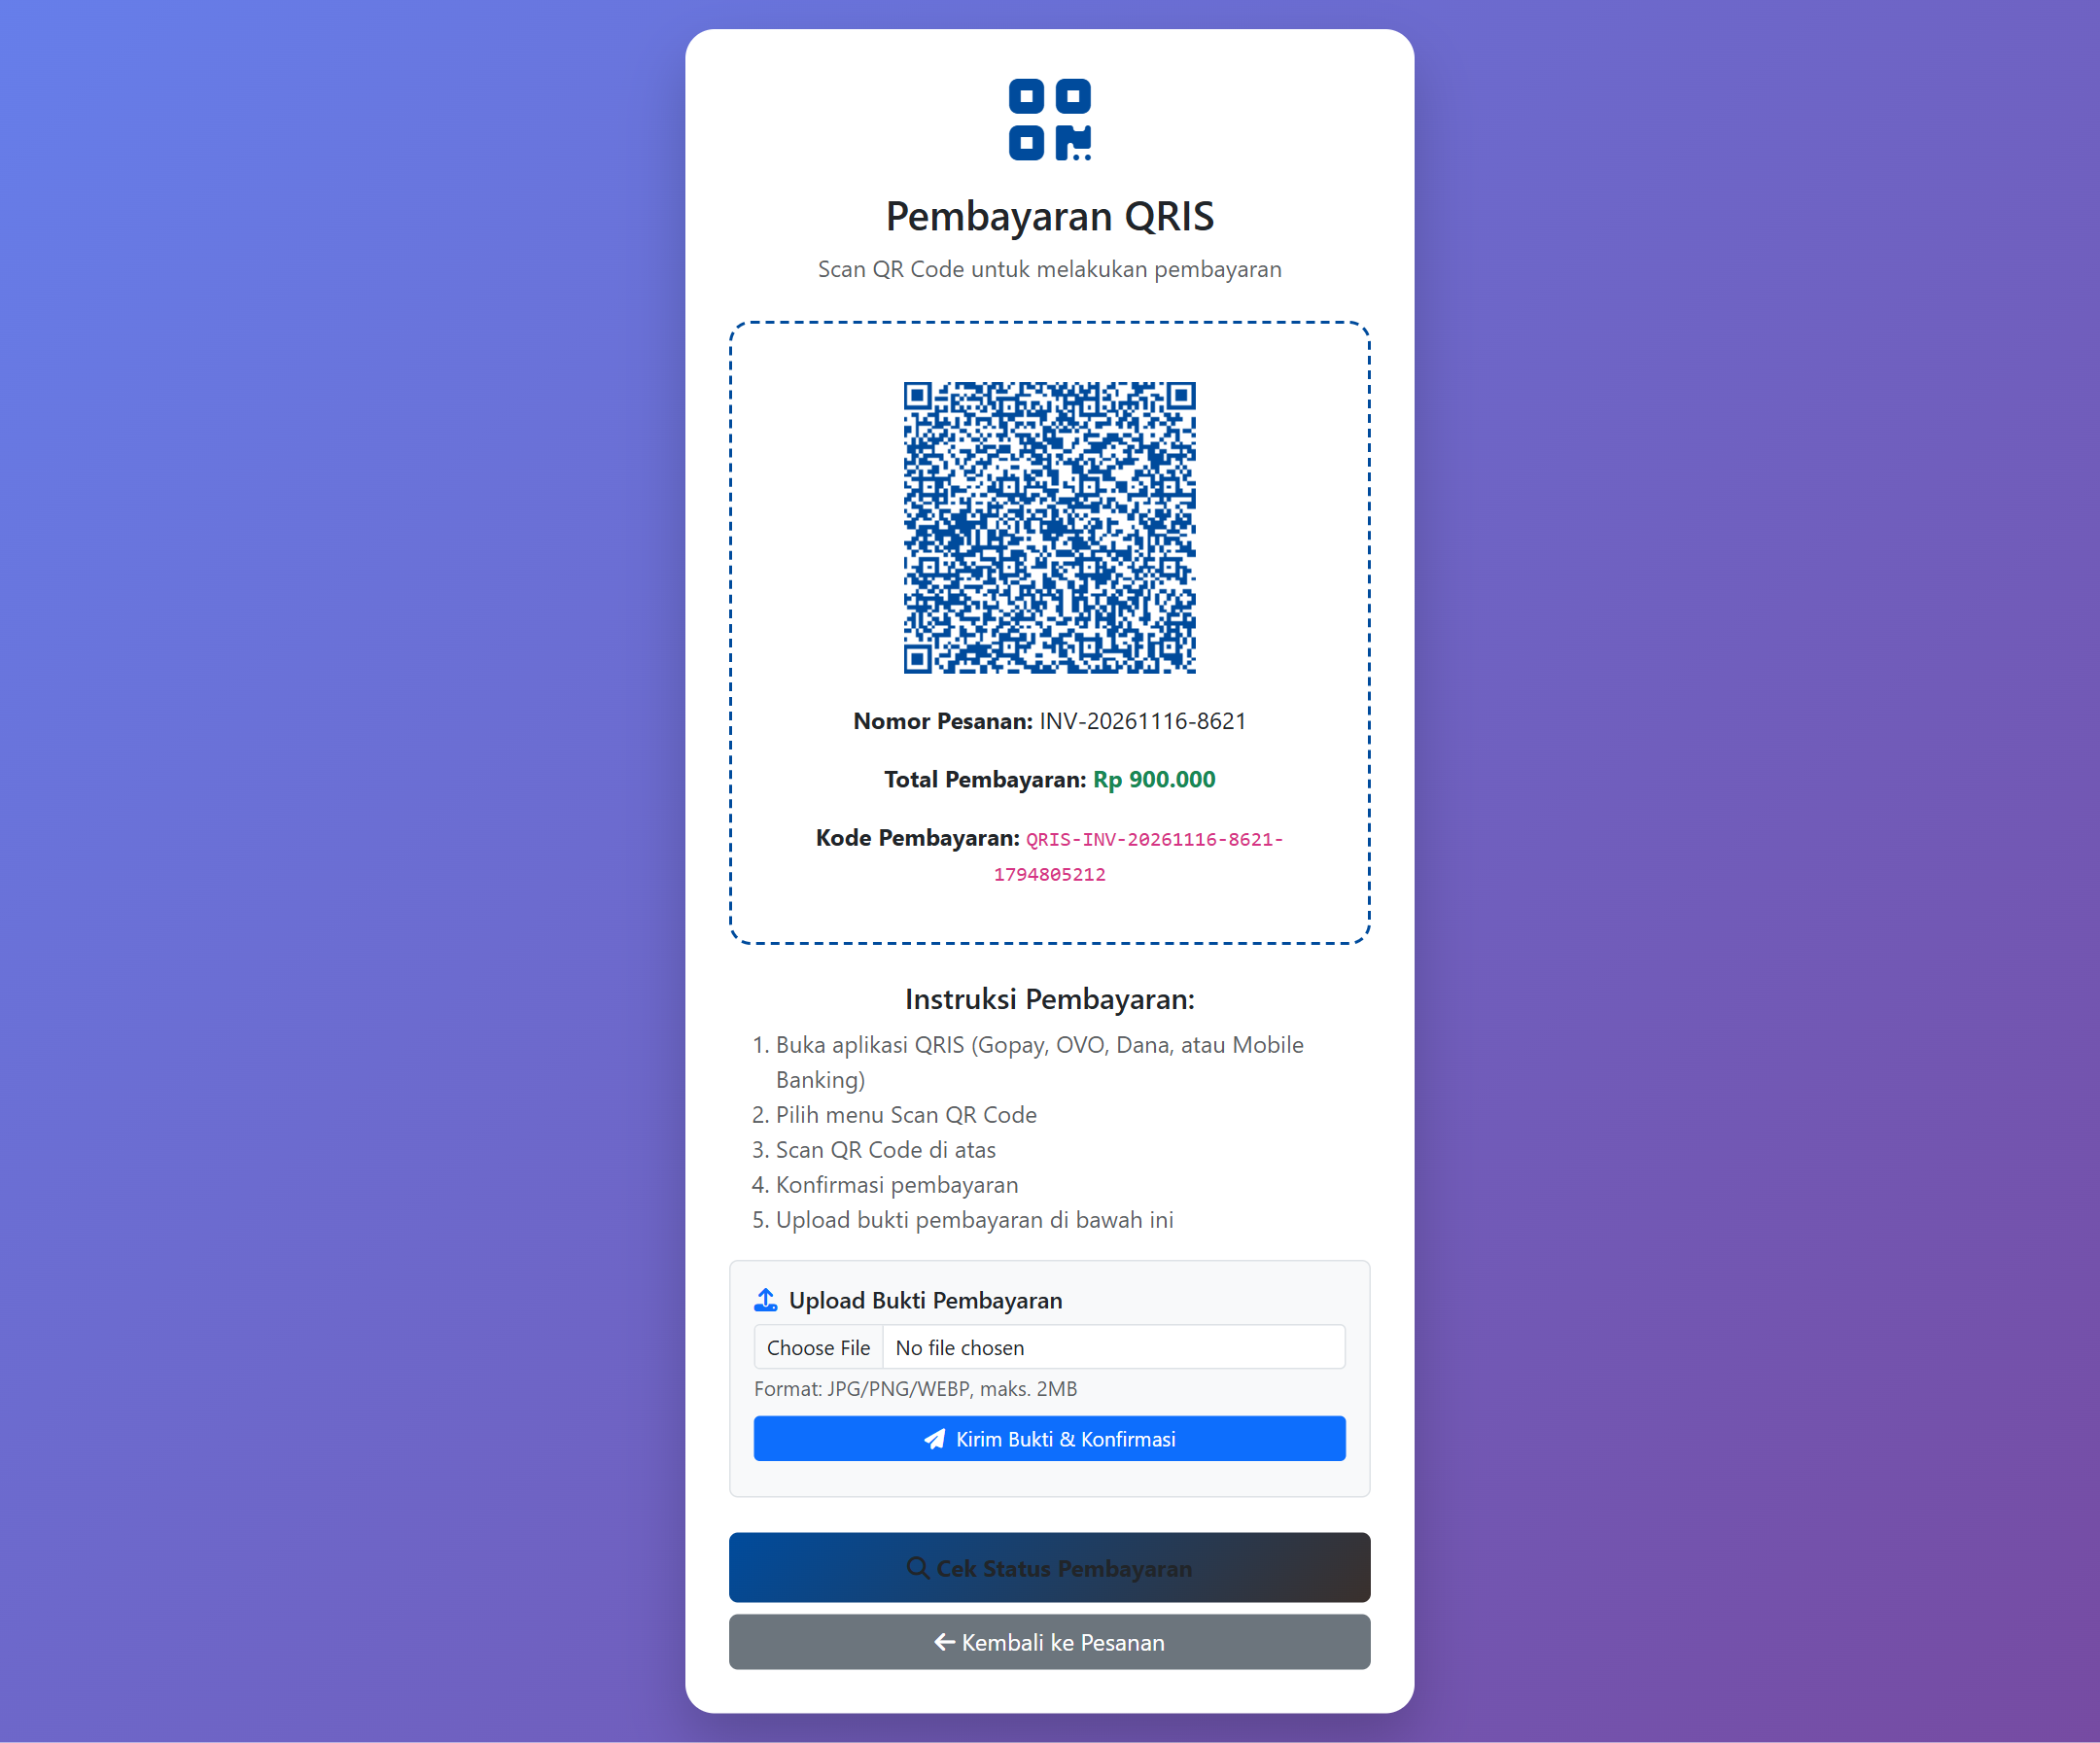 Pembayaran QRIS
Scan QR Code untuk melakukan pembayaran
Nomor Pesanan: INV-20261116-8621
Total Pembayaran: Rp 900.000
Kode Pembayaran: QRIS-INV-20261116-8621-
1794805212
Instruksi Pembayaran:
1. Buka aplikasi QRIS (Gopay, OVO, Dana, atau Mobile
Banking)
2. Pilih menu Scan QR Code
3. Scan QR Code di atas
4. Konfirmasi pembayaran
5. Upload bukti pembayaran di bawah ini
Upload Bukti Pembayaran
Choose File No file chosen
Format: JPG/PNG/WEBP, maks. 2MB
Kirim Bukti & Konfirmasi
Cek Status Pembayaran
Kembali ke Pesanan